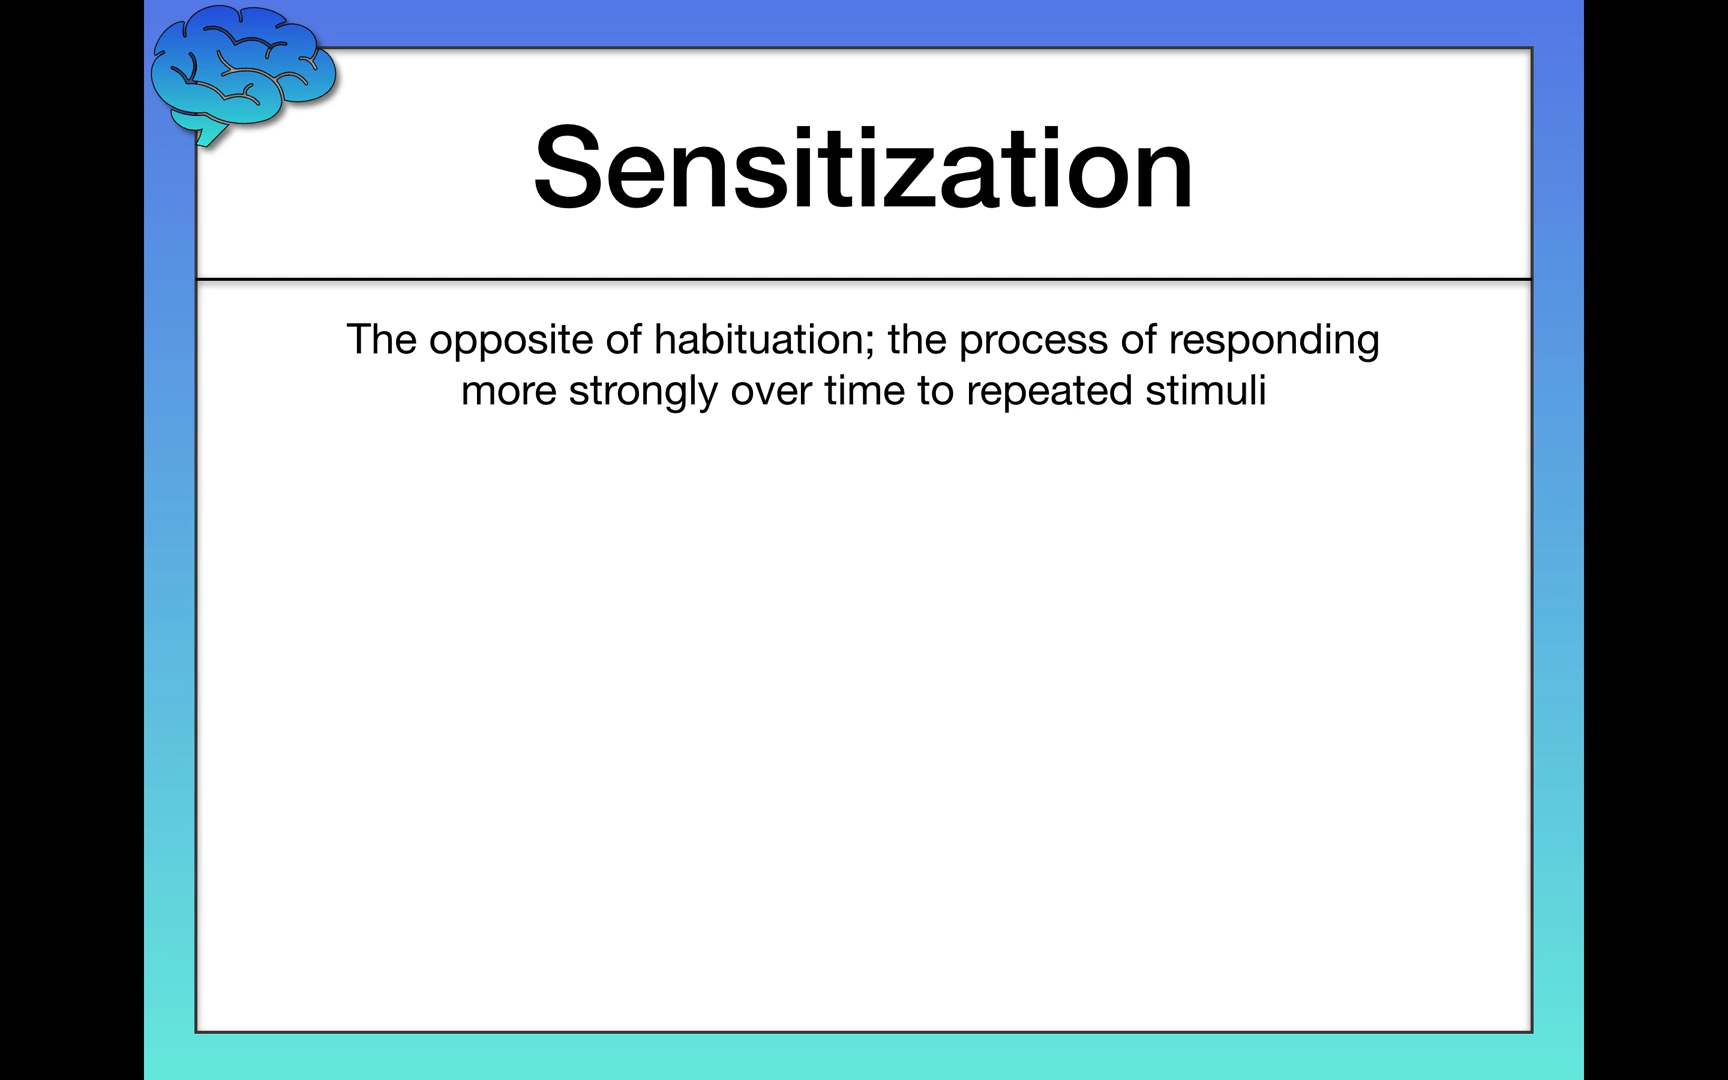 Sensitization
The opposite of habituation; the process of responding
more strongly over time to repeated stimuli